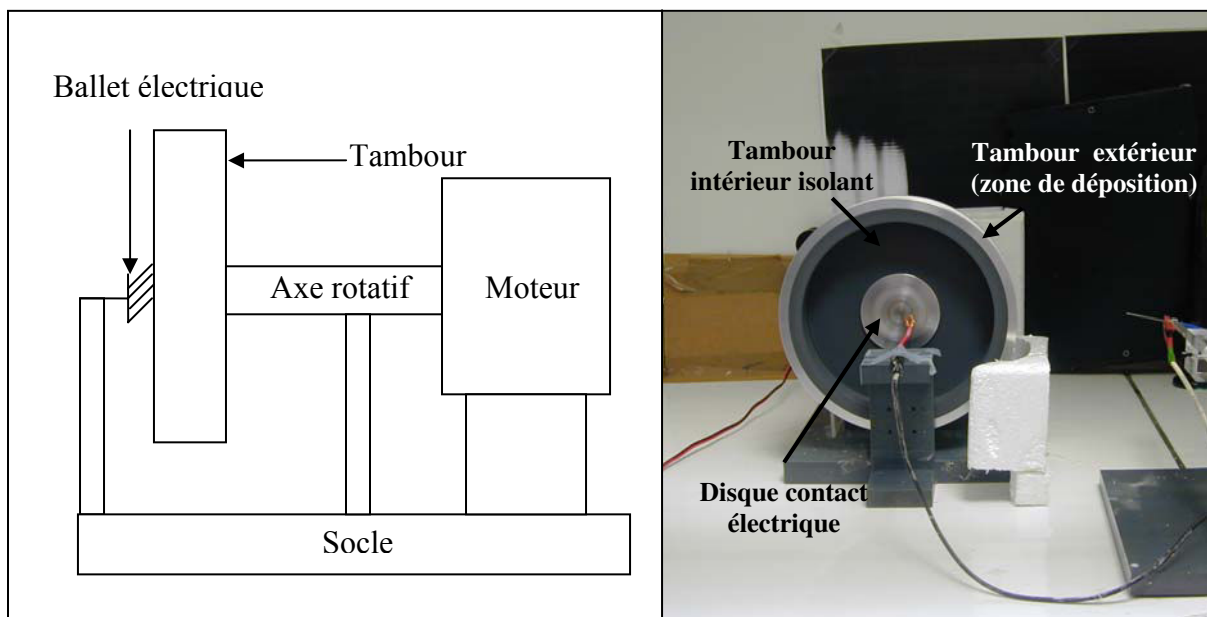 Ballet électrique
Tambour
Axe rotatif
Moteur
Socle
Tambour
intérieur isolant
Tambour extérieur
(zone de déposition)
Disque contact
électrique